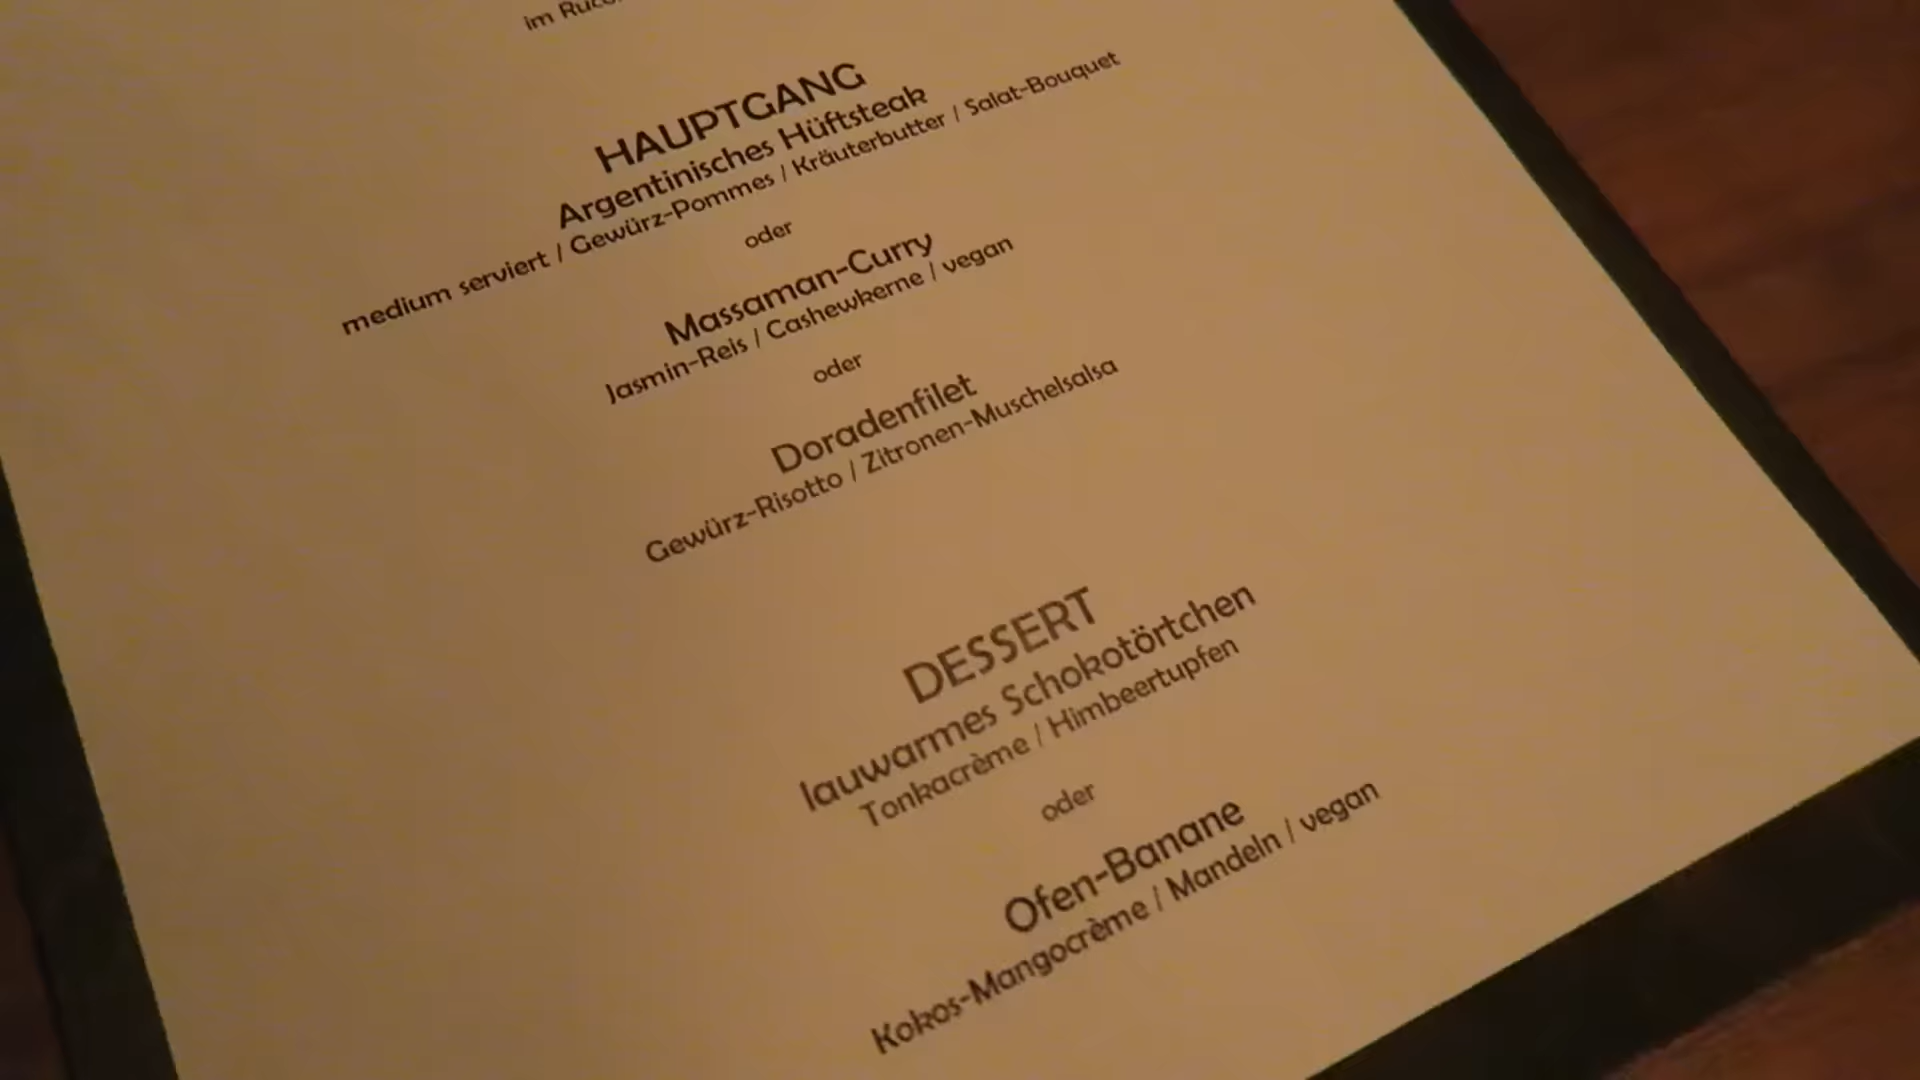 im
HAUPTGANG
Argentinisches Hüftsteak
medium serviert / Gewürz-Pommes / Kräuterbutter / Salat-Bouquet
oder
Massaman-Curry
Jasmin-Reis / Cashewkerne / vegan
oder
Doradenfilet
Gewürz-Risotto / Zitronen-Muschelsalsa
DESSERT
lauwarmes Schokotörtchen
Tonkacrème / Himbeertupfen
oder
Ofen-Banane
Kokos-Mangocrème / Mandeln / vegan